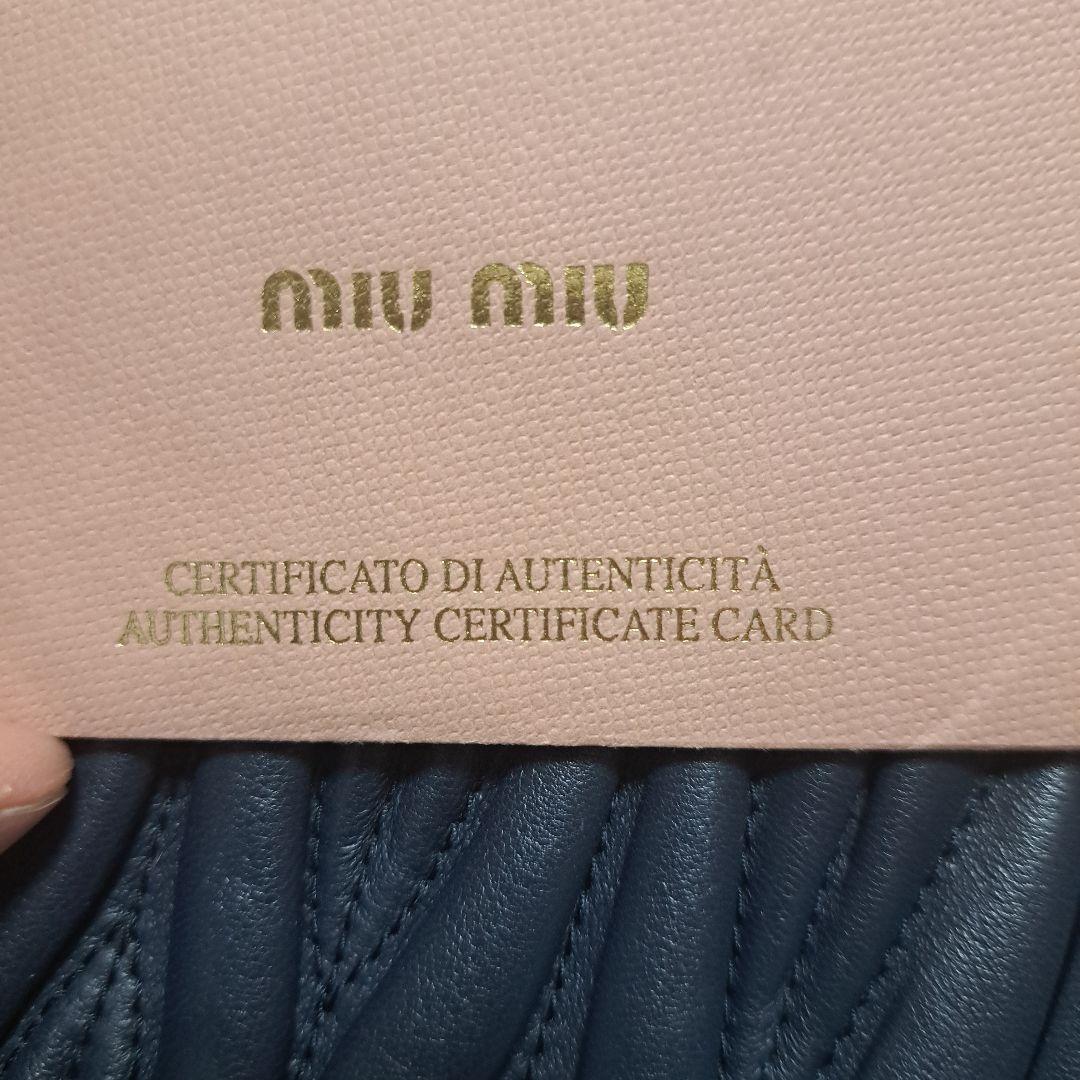 miu miu
CERTIFICATO DI AUTENTICITÀ
AUTHENTICITY CERTIFICATE CARD